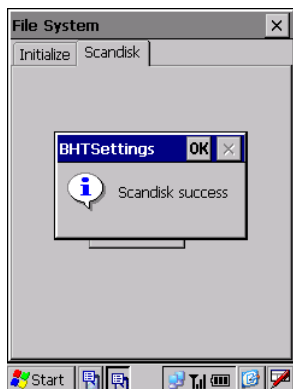 File System
Initialize Scandisk
BHTSettings OK
Scandisk success
Start